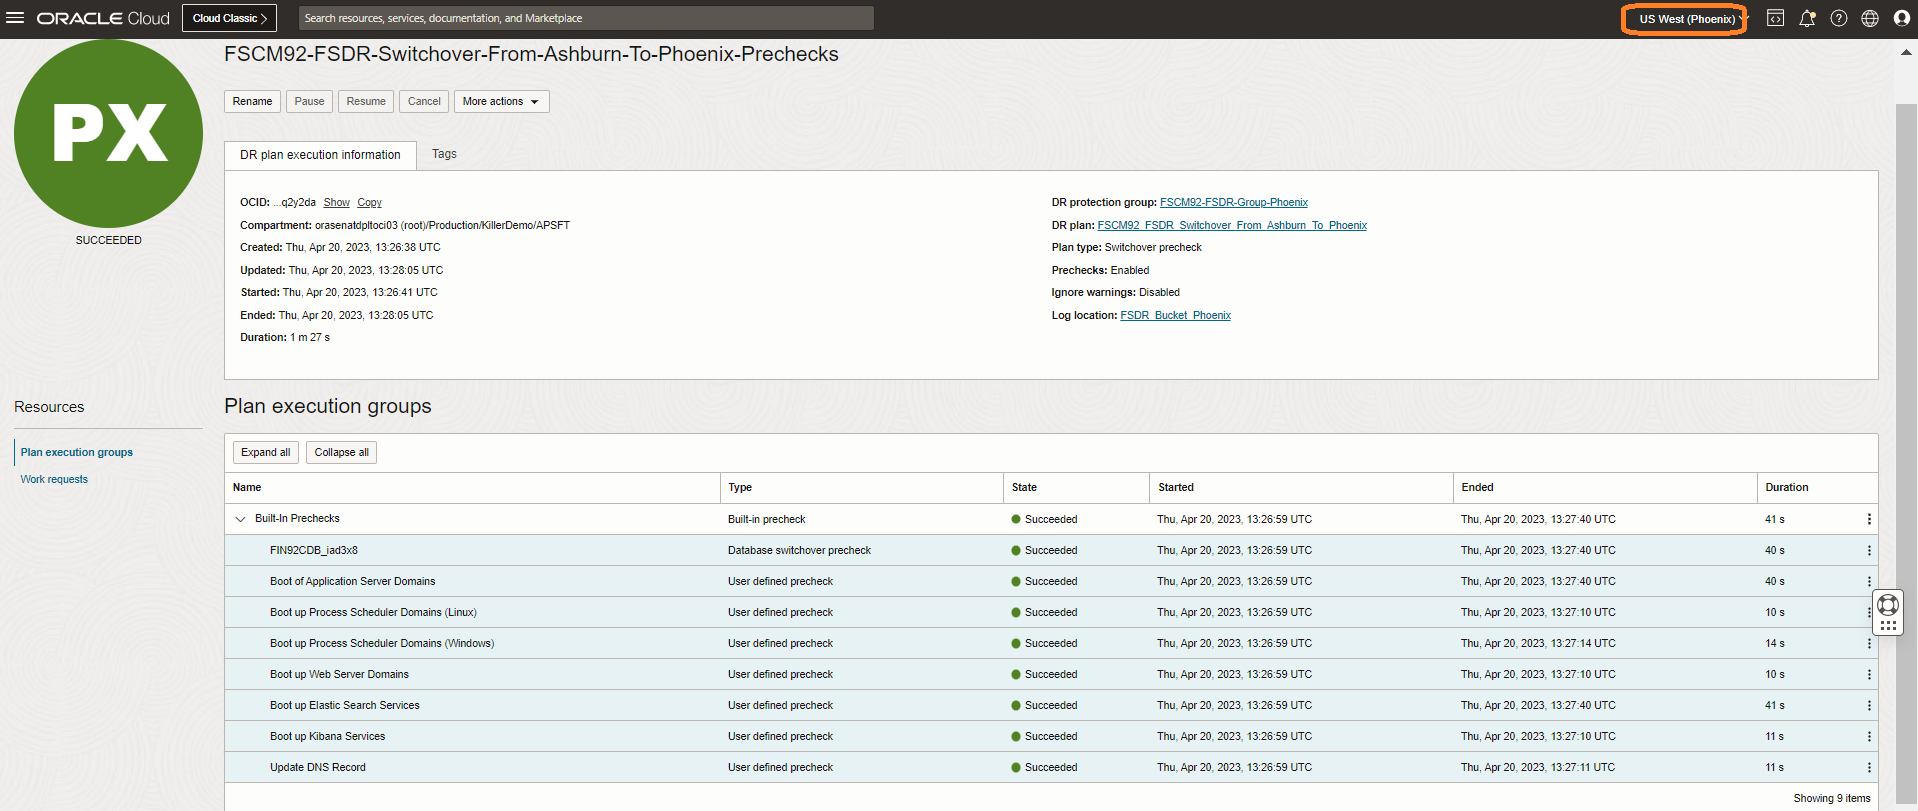 ORACLE Cloud
Cloud Classic >
Search resources, services, documentation, and Marketplace
US West (Phoenix)
PX
SUCCEEDED
FSCM92-FSDR-Switchover-From-Ashburn-To-Phoenix-Prechecks
Rename Pause Resume Cancel More actions
DR plan execution information Tags
OCID: ...q2y2da Show Copy
Compartment: orasenatdpltoci03 (root)/Production/KillerDemo/APSFT
Created: Thu, Apr 20, 2023, 13:26:38 UTC
Updated: Thu, Apr 20, 2023, 13:28:05 UTC
Started: Thu, Apr 20, 2023, 13:26:41 UTC
Ended: Thu, Apr 20, 2023, 13:28:05 UTC
Duration: 1 m 27 s
DR protection group: FSCM92-FSDR-Group-Phoenix
DR plan: FSCM92_FSDR_Switchover_From_Ashburn_To_Phoenix
Plan type: Switchover precheck
Prechecks: Enabled
Ignore warnings: Disabled
Log location: FSDR_Bucket_Phoenix
Resources
Plan execution groups
Work requests
Plan execution groups
Expand all Collapse all
Name Type State Started Ended Duration
Built-In Prechecks Built-in precheck Succeeded Thu, Apr 20, 2023, 13:26:59 UTC Thu, Apr 20, 2023, 13:27:40 UTC 41 s
FIN92CDB_iad3x8 Database switchover precheck Succeeded Thu, Apr 20, 2023, 13:26:59 UTC Thu, Apr 20, 2023, 13:27:40 UTC 40 s
Boot of Application Server Domains User defined precheck Succeeded Thu, Apr 20, 2023, 13:26:59 UTC Thu, Apr 20, 2023, 13:27:40 UTC 40 s
Boot up Process Scheduler Domains (Linux) User defined precheck Succeeded Thu, Apr 20, 2023, 13:26:59 UTC Thu, Apr 20, 2023, 13:27:10 UTC 10 s
Boot up Process Scheduler Domains (Windows) User defined precheck Succeeded Thu, Apr 20, 2023, 13:26:59 UTC Thu, Apr 20, 2023, 13:27:14 UTC 14 s
Boot up Web Server Domains User defined precheck Succeeded Thu, Apr 20, 2023, 13:26:59 UTC Thu, Apr 20, 2023, 13:27:10 UTC 10 s
Boot up Elastic Search Services User defined precheck Succeeded Thu, Apr 20, 2023, 13:26:59 UTC Thu, Apr 20, 2023, 13:27:40 UTC 41 s
Boot up Kibana Services User defined precheck Succeeded Thu, Apr 20, 2023, 13:26:59 UTC Thu, Apr 20, 2023, 13:27:10 UTC 11 s
Update DNS Record User defined precheck Succeeded Thu, Apr 20, 2023, 13:26:59 UTC Thu, Apr 20, 2023, 13:27:11 UTC 11 s
Showing 9 items